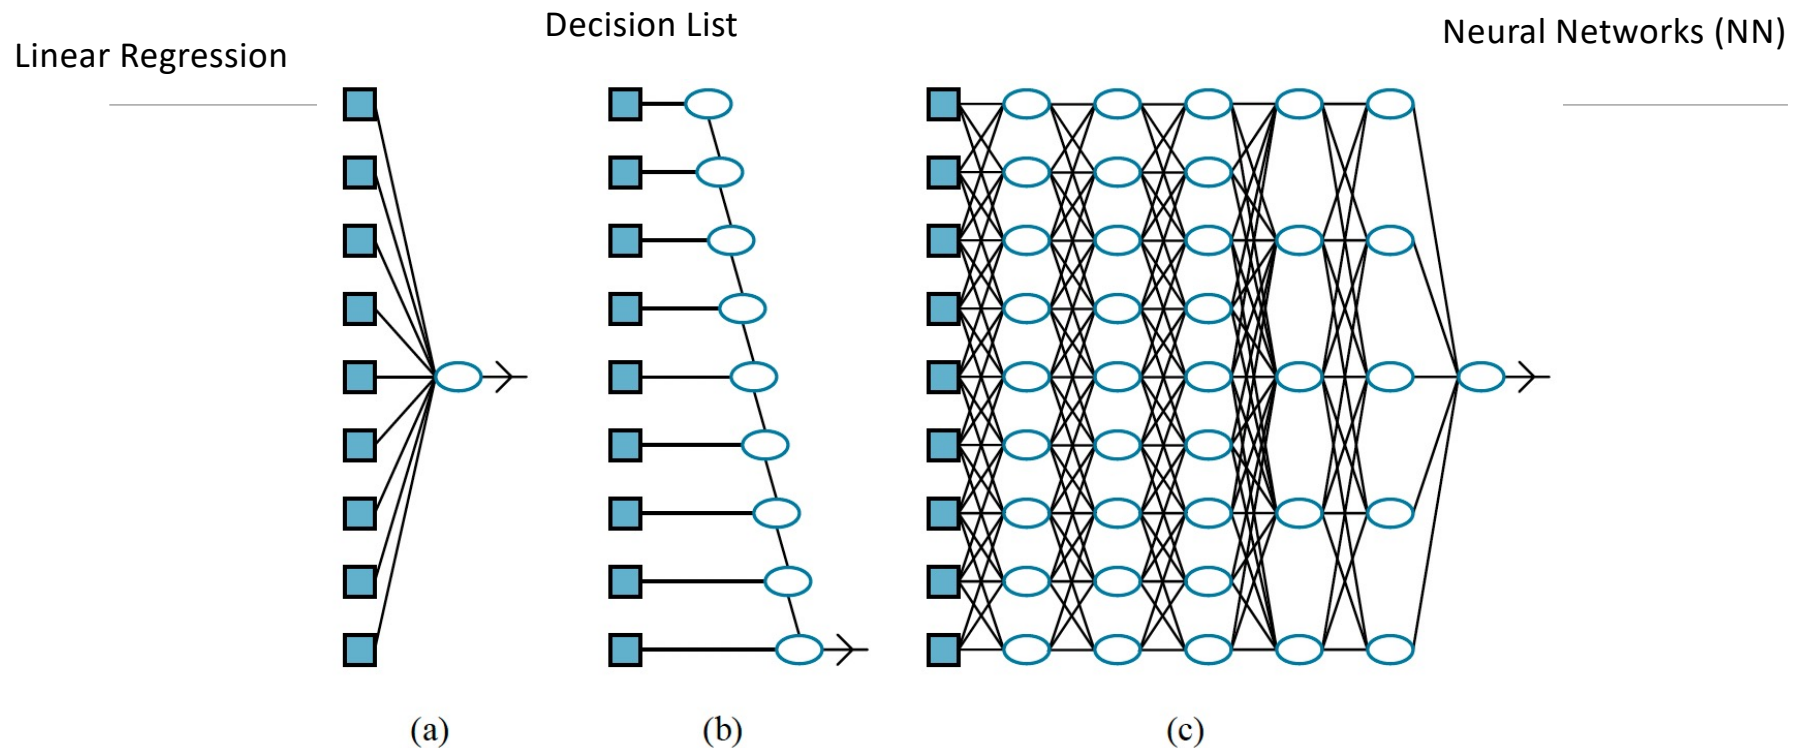 Linear Regression
Decision List
Neural Networks (NN)
(a)
(b)
(c)